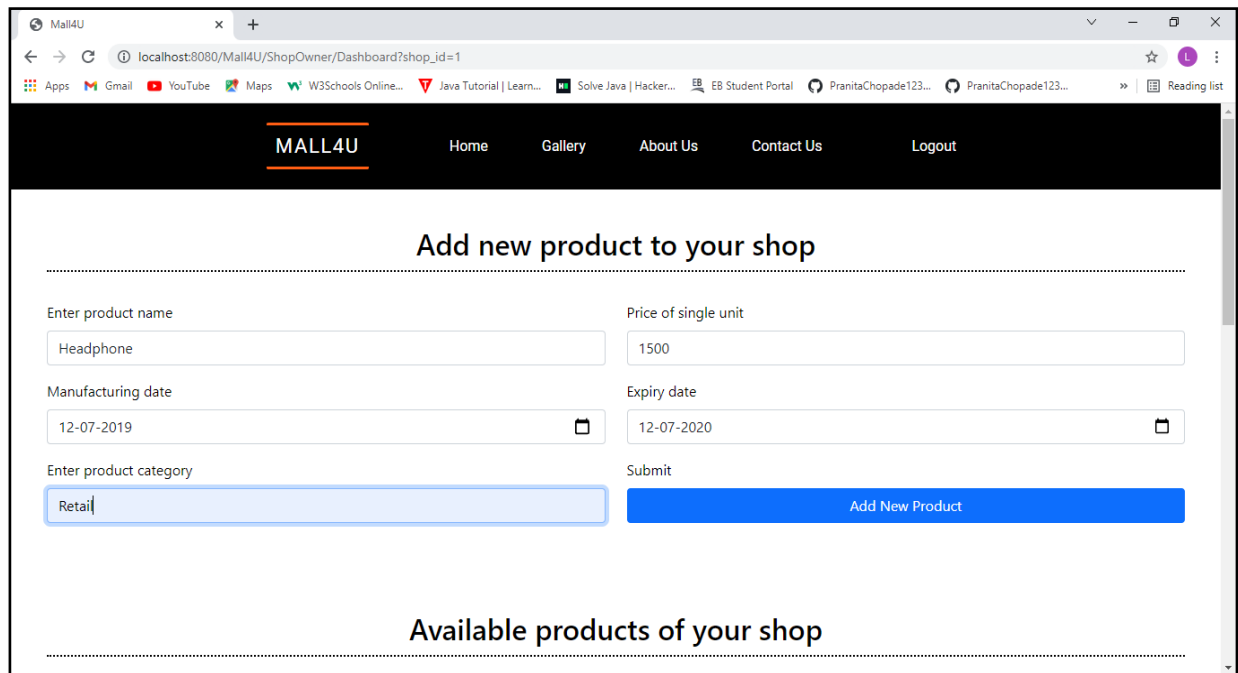 Mall4U
localhost:8080/Mall4U/ShopOwner/Dashboard?shop_id=1
L
Apps Gmail YouTube Maps W3Schools Online... Java Tutorial | Learn... Solve Java | Hacker... EB Student Portal PranitaChopade123... PranitaChopade123... » Reading list
MALL4U Home Gallery About Us Contact Us Logout
Add new product to your shop
Enter product name Price of single unit
Headphone 1500
Manufacturing date Expiry date
12-07-2019 12-07-2020
Enter product category Submit
Retail Add New Product
Available products of your shop